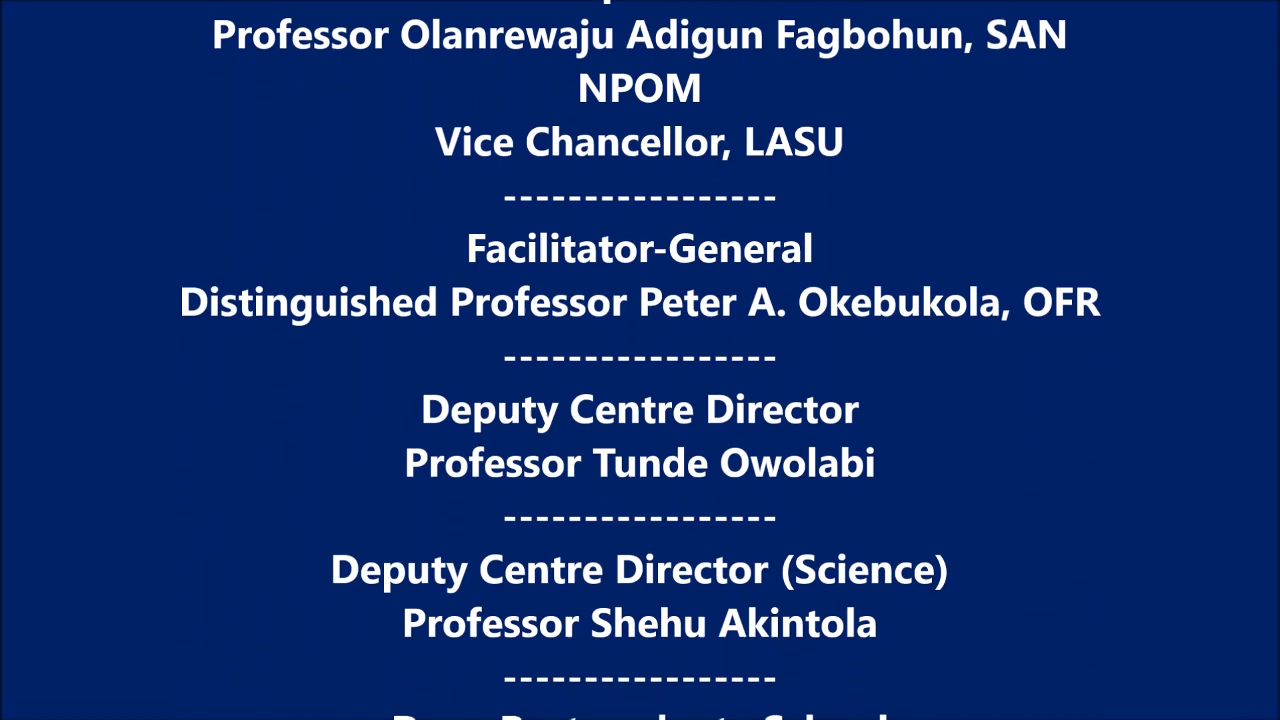 Professor Olanrewaju Adigun Fagbohun, SAN
NPOM
Vice Chancellor, LASU
-----------------
Facilitator-General
Distinguished Professor Peter A. Okebukola, OFR
-----------------
Deputy Centre Director
Professor Tunde Owolabi
-----------------
Deputy Centre Director (Science)
Professor Shehu Akintola
-----------------